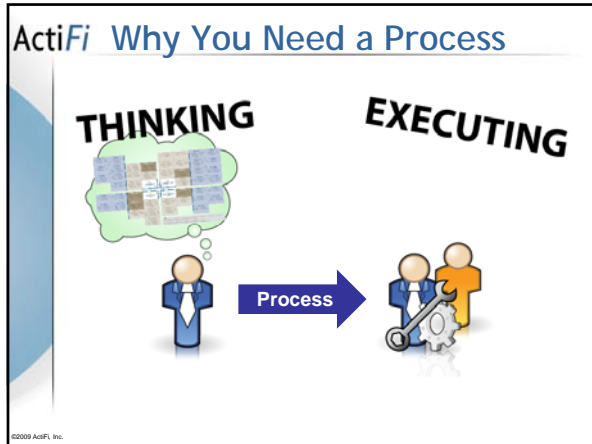 ActiFi Why You Need a Process
THINKING
EXECUTING
Process
©2009 ActiFi, Inc.